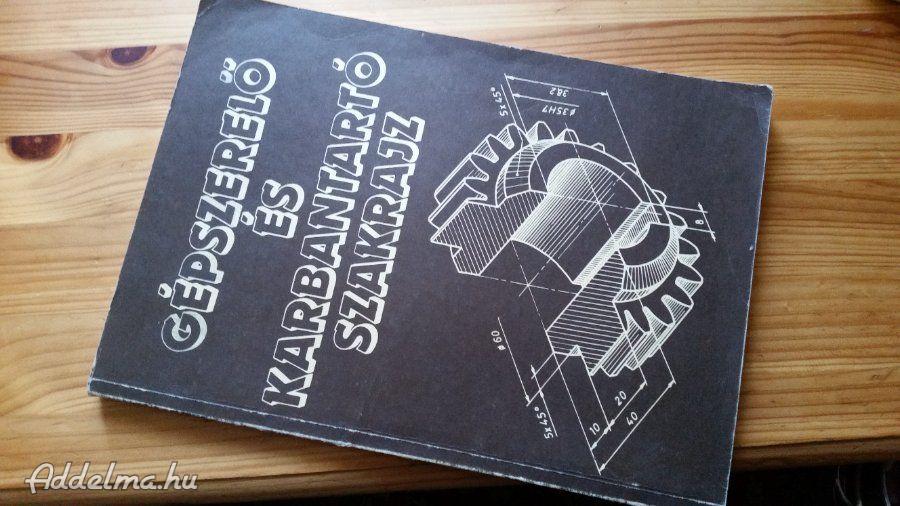 GÉPSZERELŐ
ÉS
KARBANTARTÓ
SZAKRAJZ
5x45°
ø35H7
38,2
8
ø60
5x45°
10
20
40
Addelma.hu